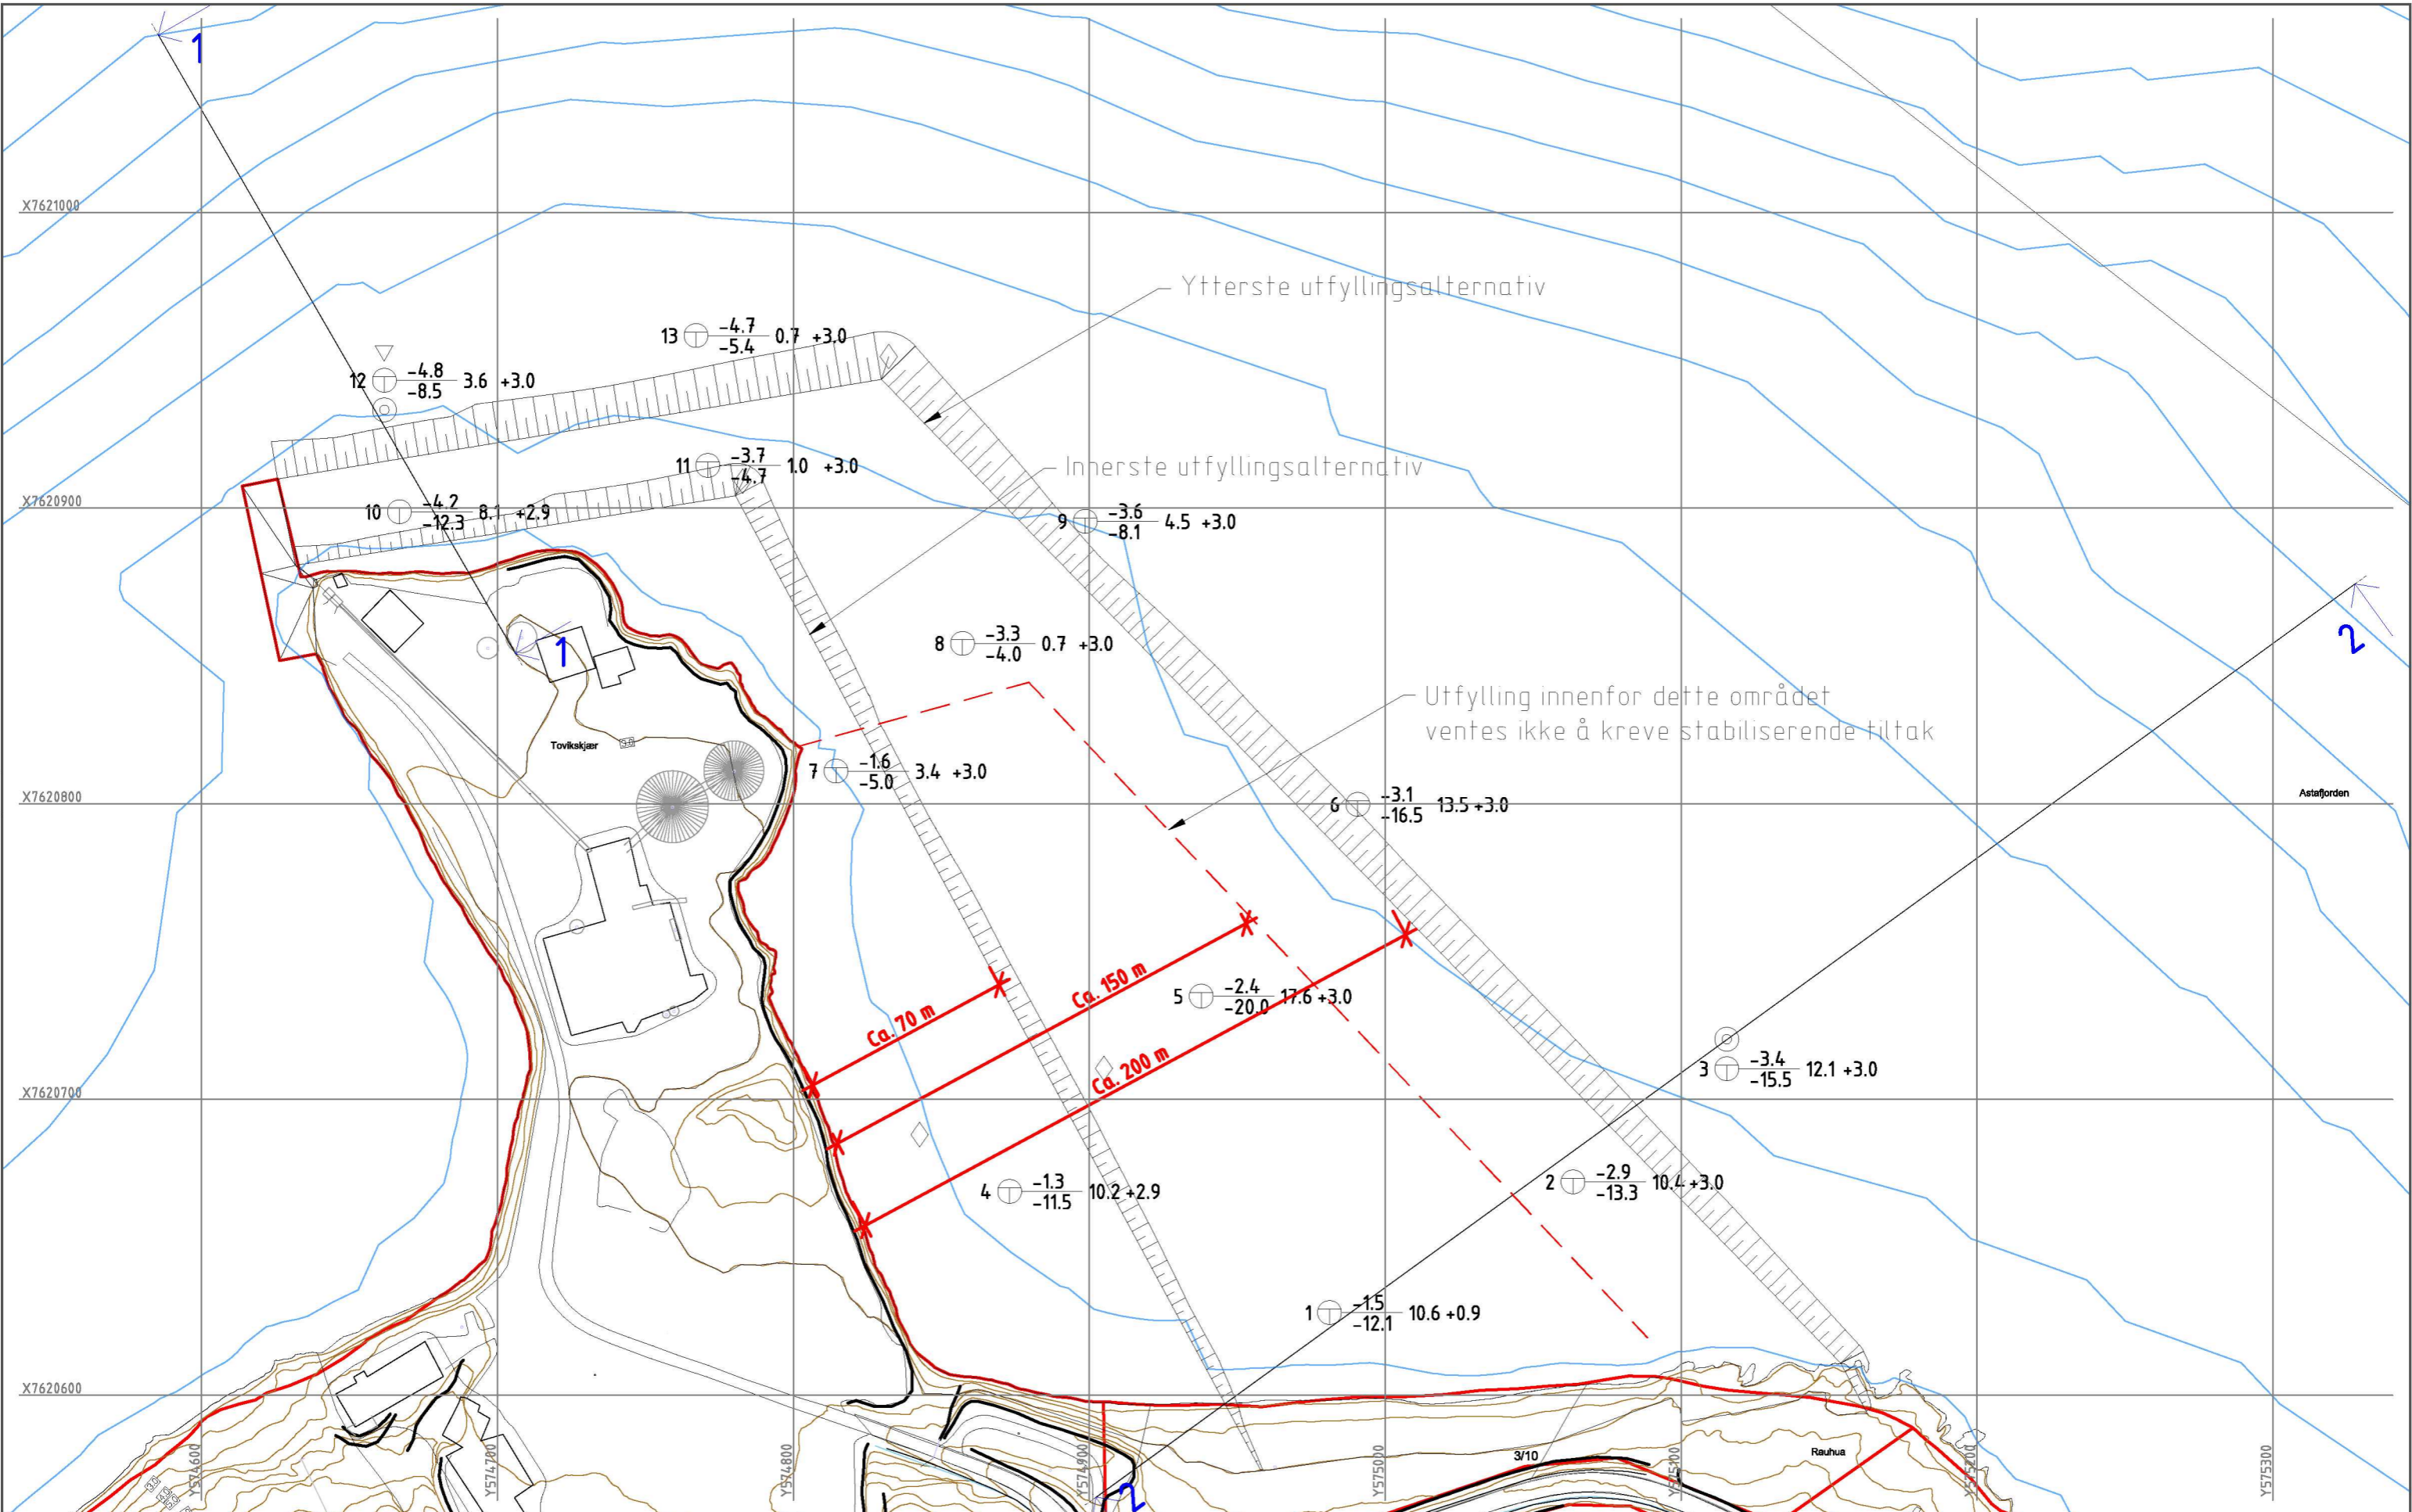 1
X7621000
Ytterste utfyllingsalternativ
13 -4.7 0.7 +3.0
-5.4
12 -4.8 3.6 +3.0
-8.5
11 -3.7 1.0 +3.0
-4.7
Innerste utfyllingsalternativ
X7620900
10 -4.2 8.1 +2.9
-12.3
9 -3.6 4.5 +3.0
-8.1
1
8 -3.3 0.7 +3.0
-4.0
2
Utfylling innenfor dette området
ventes ikke å kreve stabiliserende tiltak
Tovikskjær
7 -1.6 3.4 +3.0
-5.0
X7620800
6 -3.1 13.5 +3.0
-16.5
Astafjorden
Ca. 70 m
Ca. 150 m
5 -2.4 17.6 +3.0
-20.0
Ca. 200 m
3 -3.4 12.1 +3.0
-15.5
X7620700
4 -1.3 10.2 +2.9
-11.5
2 -2.9 10.4 +3.0
-13.3
1 -1.5 10.6 +0.9
-12.1
X7620600
3/10
Rauhua
Y574600
Y574700
Y574800
Y574900
Y575000
Y575100
Y575200
Y575300
2